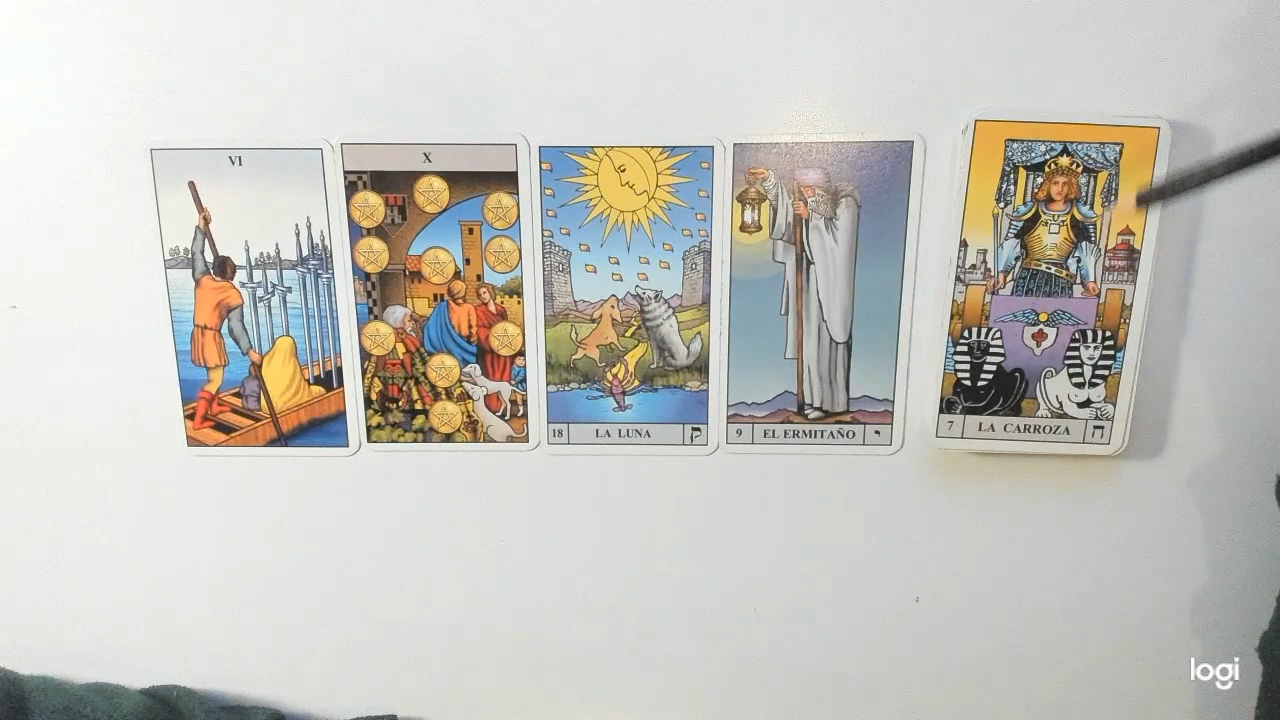 VI
X
18 LA LUNA ק
9 EL ERMITAÑO י
7 LA CARROZA ח
logi